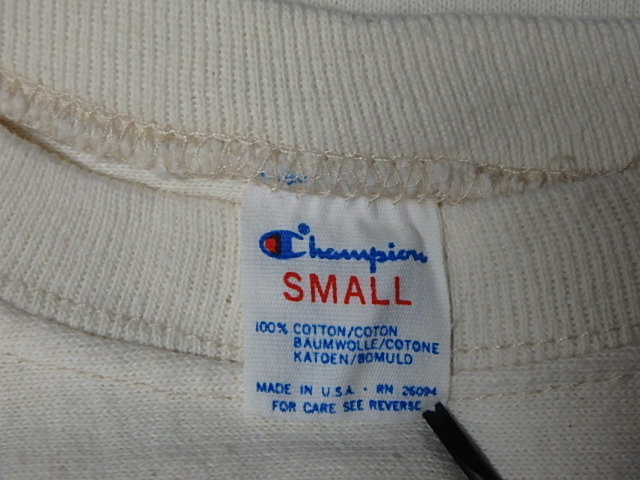 Champion
SMALL
100% COTTON/COTON
BAUMWOLLE/COTONE
KATOEN/BOMULD
MADE IN U.S.A. · RN 26094
FOR CARE SEE REVERSE